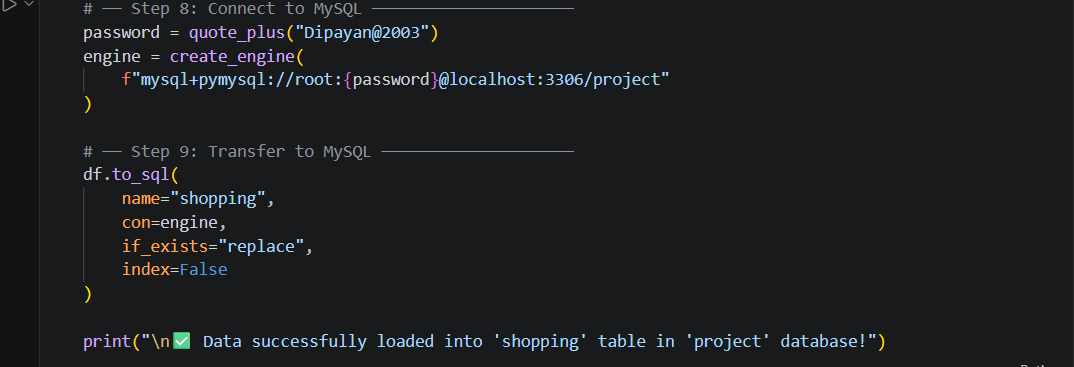 # ── Step 8: Connect to MySQL ─────────────────────
password = quote_plus("Dipayan@2003")
engine = create_engine(
    f"mysql+pymysql://root:{password}@localhost:3306/project"
)
# ── Step 9: Transfer to MySQL ────────────────────
df.to_sql(
    name="shopping",
    con=engine,
    if_exists="replace",
    index=False
)
print("\n✅ Data successfully loaded into 'shopping' table in 'project' database!")